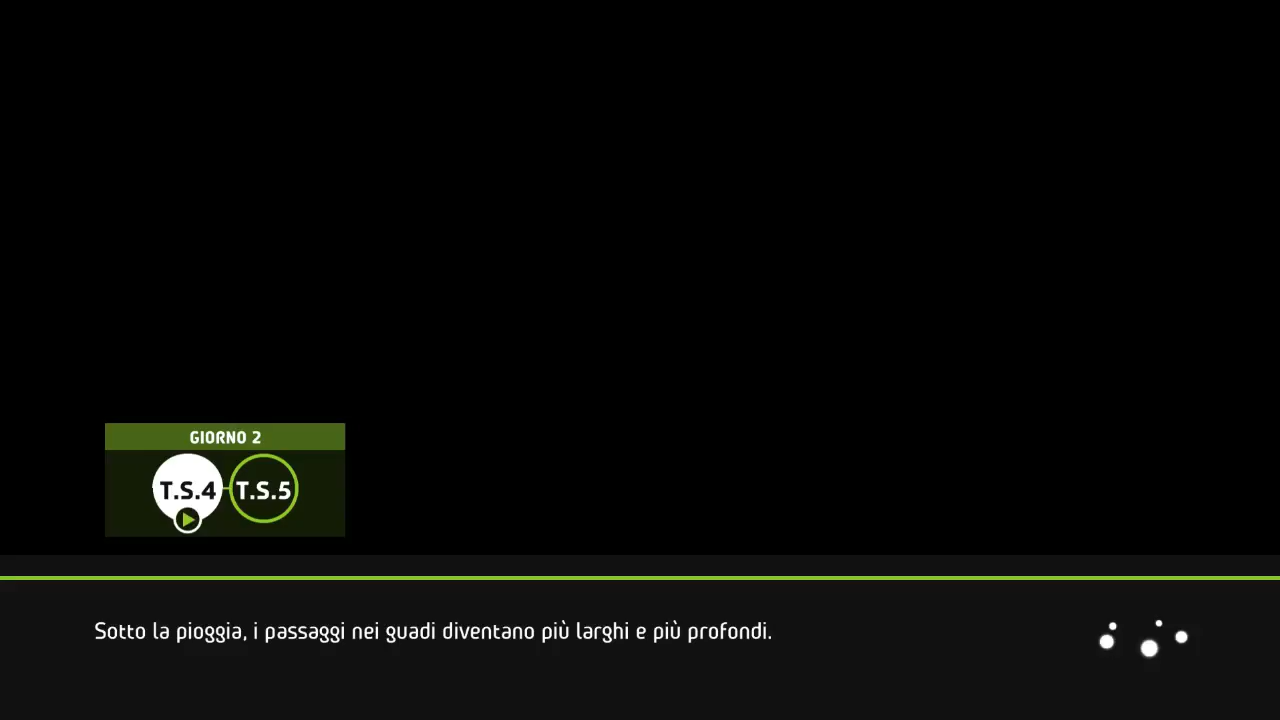 GIORNO 2
T.S.4 T.S.5
Sotto la pioggia, i passaggi nei guadi diventano più larghi e più profondi.